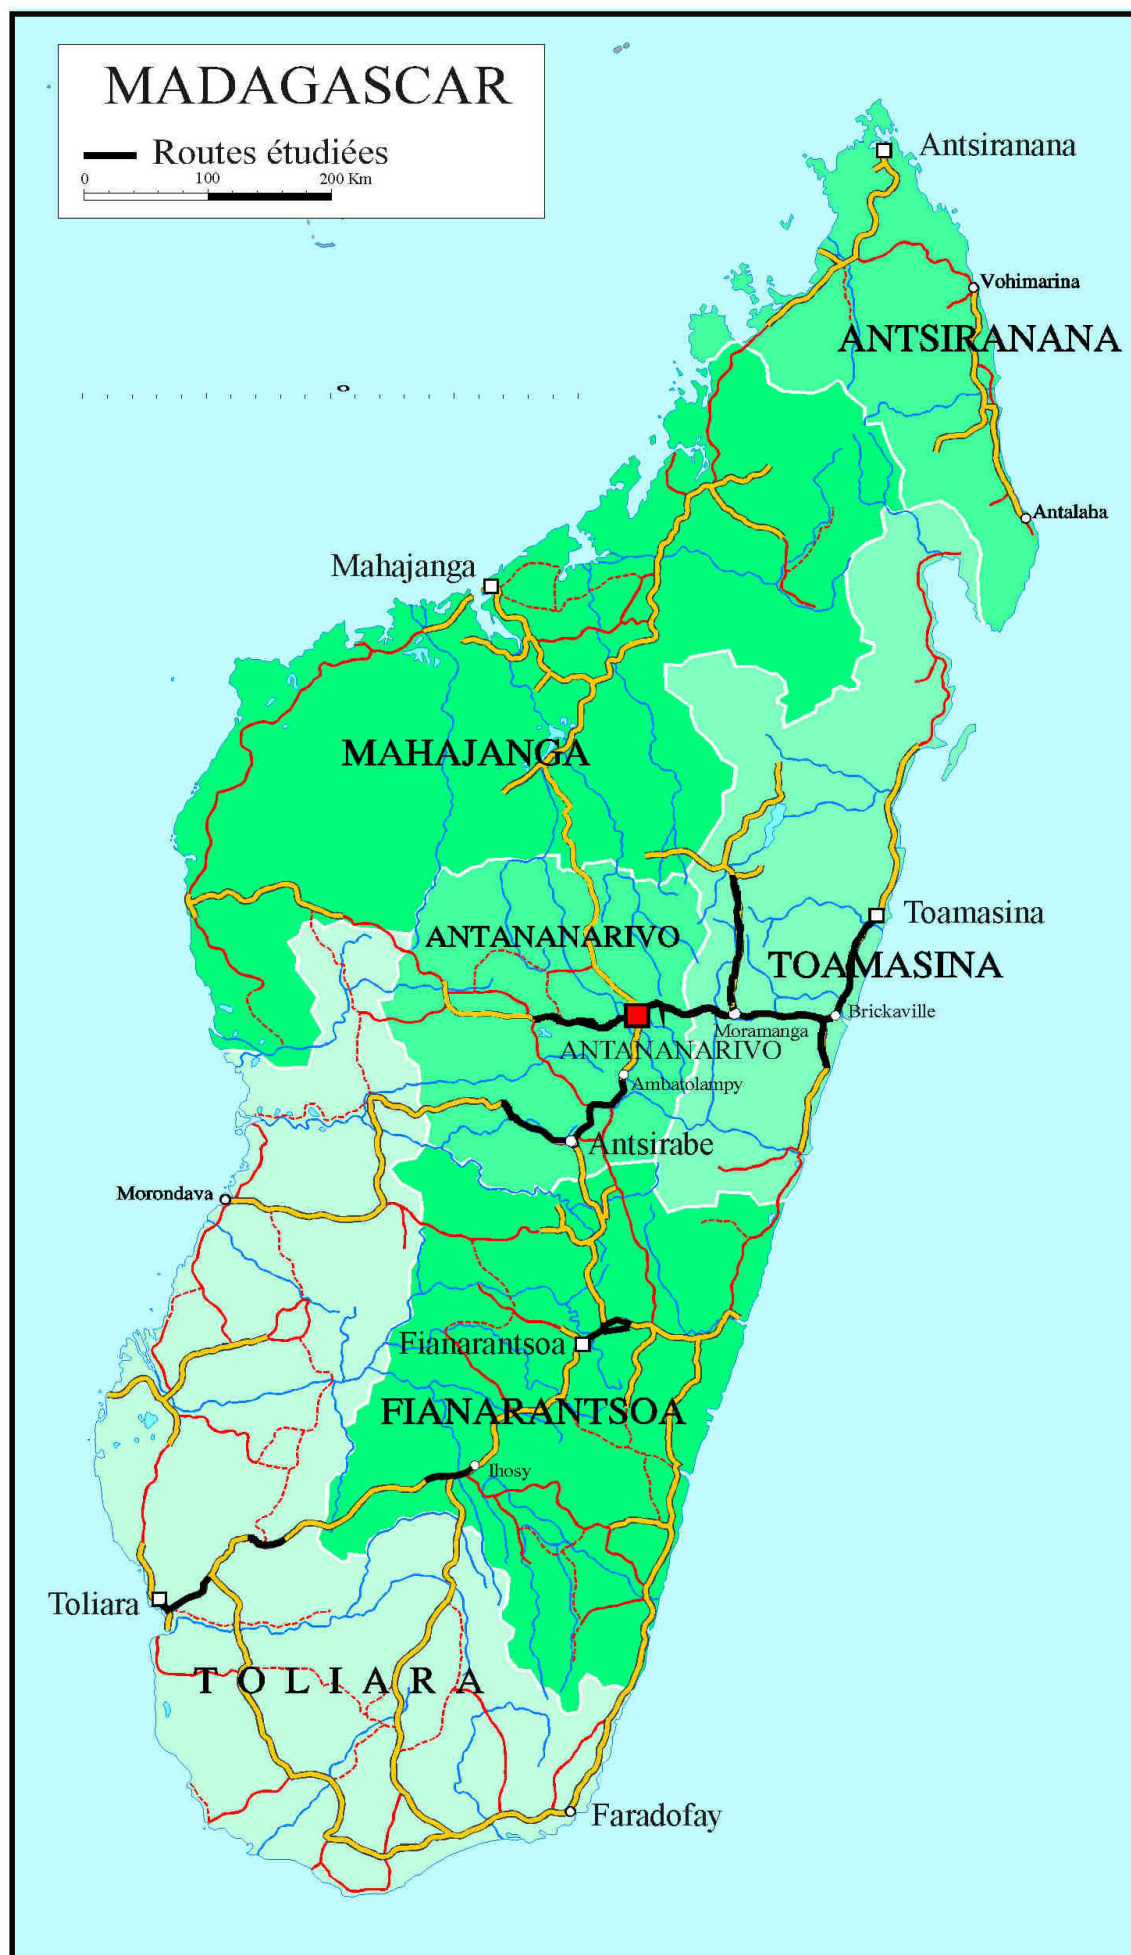 MADAGASCAR
Routes étudiées
0 100 200 Km
Antsiranana
Vohimarina
ANTSIRANANA
Antalaha
Mahajanga
MAHAJANGA
Toamasina
ANTANANARIVO
TOAMASINA
Brickaville
Moramanga
ANTANANARIVO
Ambatolampy
Antsirabe
Morondava
Fianarantsoa
FIANARANTSOA
Ihosy
Toliara
TOLIARA
Faradofay